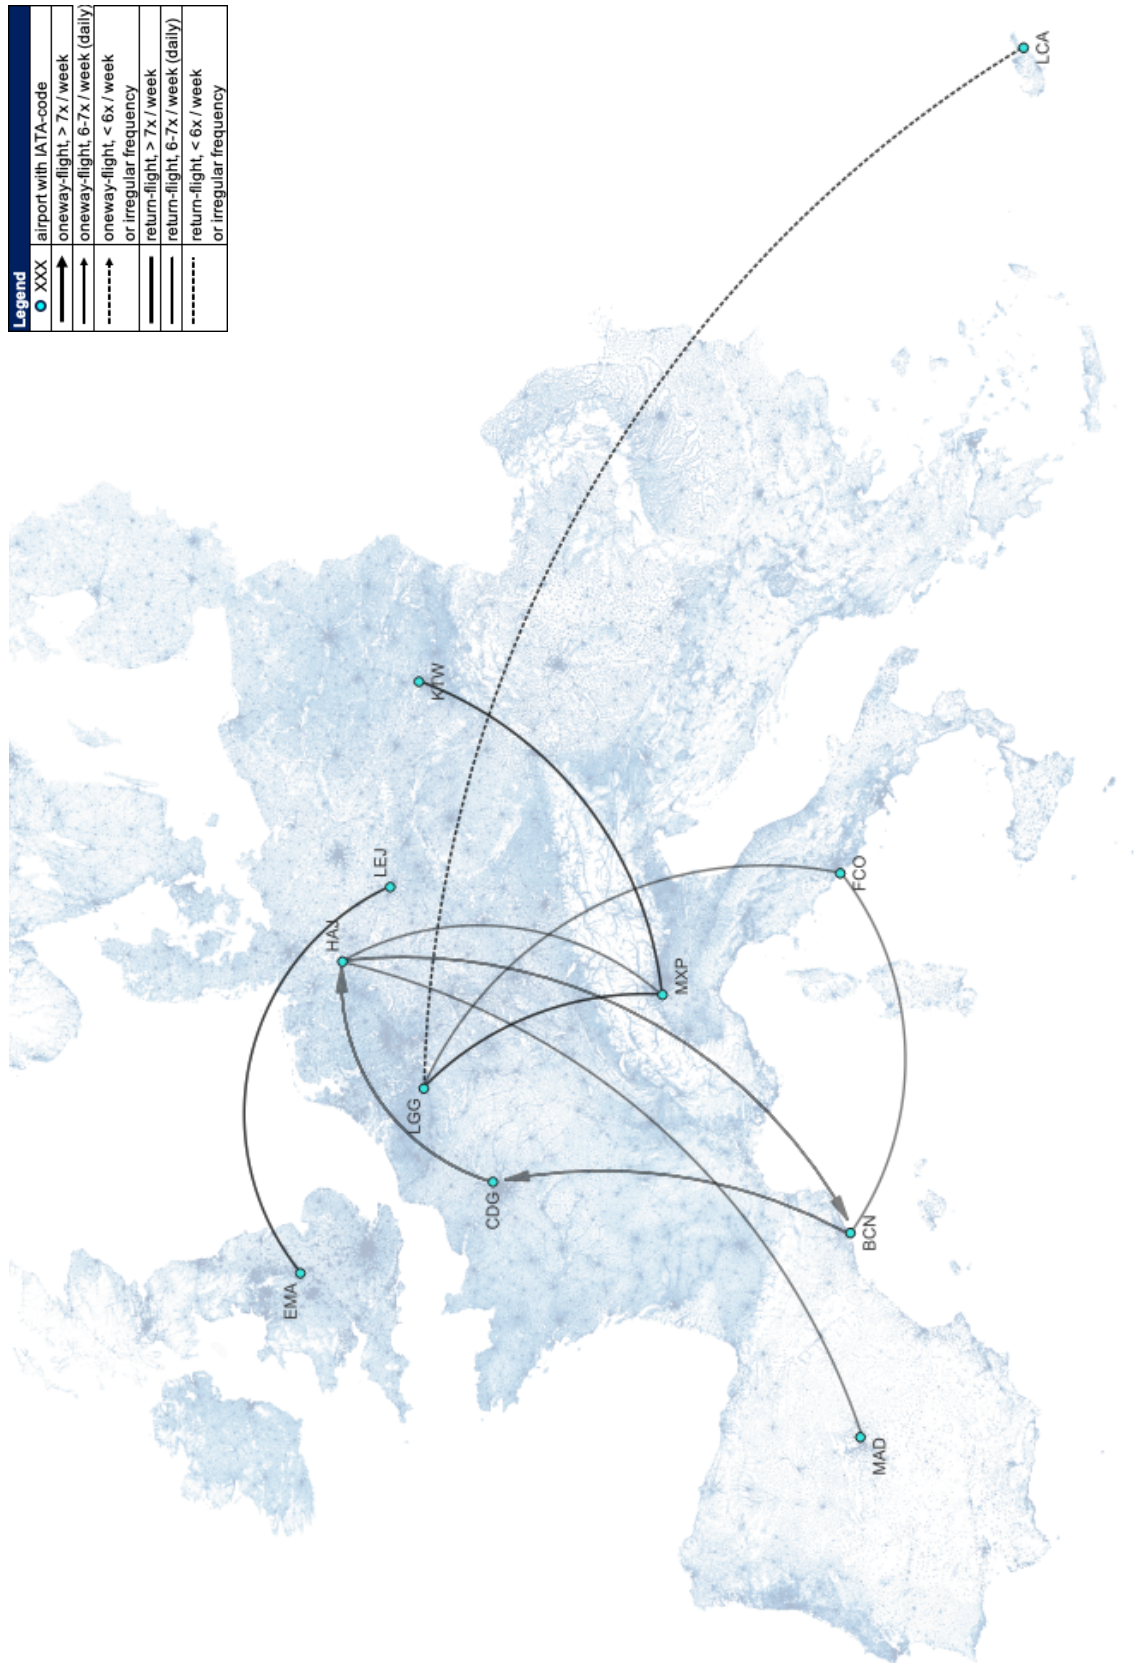 Legend
XXX airport with IATA-code
oneway-flight, > 7x / week
oneway-flight, 6-7x / week (daily)
oneway-flight, < 6x / week
or irregular frequency
return-flight, > 7x / week
return-flight, 6-7x / week (daily)
return-flight, < 6x / week
or irregular frequency
LCA
KTW
LEJ
HAJ
FCO
MXP
LGG
CDG
BCN
EMA
MAD